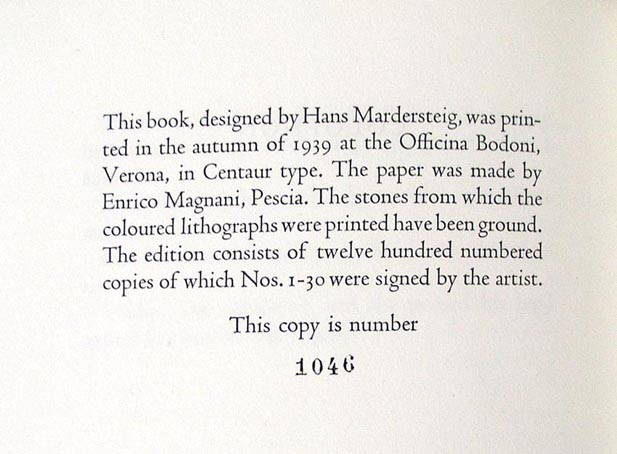 This book, designed by Hans Mardersteig, was prin-
ted in the autumn of 1939 at the Officina Bodoni,
Verona, in Centaur type. The paper was made by
Enrico Magnani, Pescia. The stones from which the
coloured lithographs were printed have been ground.
The edition consists of twelve hundred numbered
copies of which Nos. 1-30 were signed by the artist.
This copy is number
1046